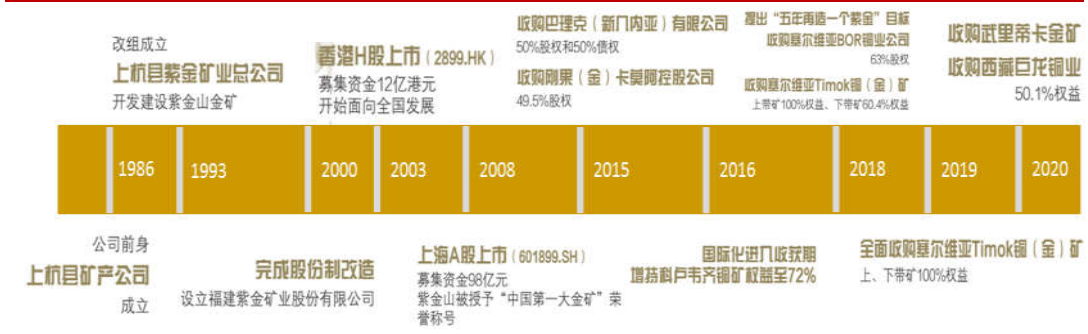 改组成立
上杭县紫金矿业总公司
开发建设紫金山金矿
香港H股上市（2899.HK）
募集资金12亿港元
开始面向全国发展
收购巴理克（新几内亚）有限公司
50%股权和50%债权
收购刚果（金）卡莫阿控股公司
49.5%股权
提出“五年再造一个紫金”目标
收购塞尔维亚BOR铜业公司
63%股权
收购塞尔维亚Timok铜（金）矿
上带矿100%权益、下带矿60.4%权益
收购武里蒂卡金矿
收购西藏巨龙铜业
50.1%权益
1986 1993 2000 2003 2008 2015 2016 2018 2019 2020
公司前身
上杭县矿产公司
成立
完成股份制改造
设立福建紫金矿业股份有限公司
上海A股上市（601899.SH）
募集资金98亿元
紫金山被授予“中国第一大金矿”荣
誉称号
国际化进入收获期
增持科卢韦齐铜矿权益至72%
全面收购塞尔维亚Timok铜（金）矿
上、下带矿100%权益